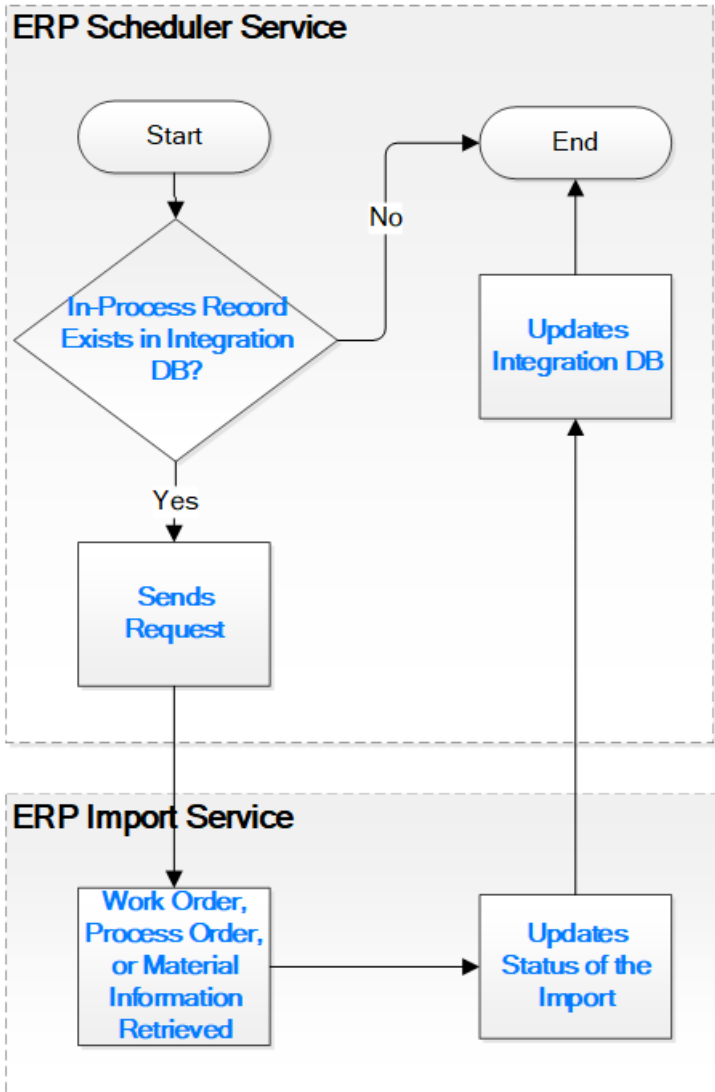 ERP Scheduler Service
Start
End
No
In-Process Record
Exists in Integration
DB?
Updates
Integration DB
Yes
Sends
Request
ERP Import Service
Work Order,
Process Order,
or Material
Information
Retrieved
Updates
Status of the
Import